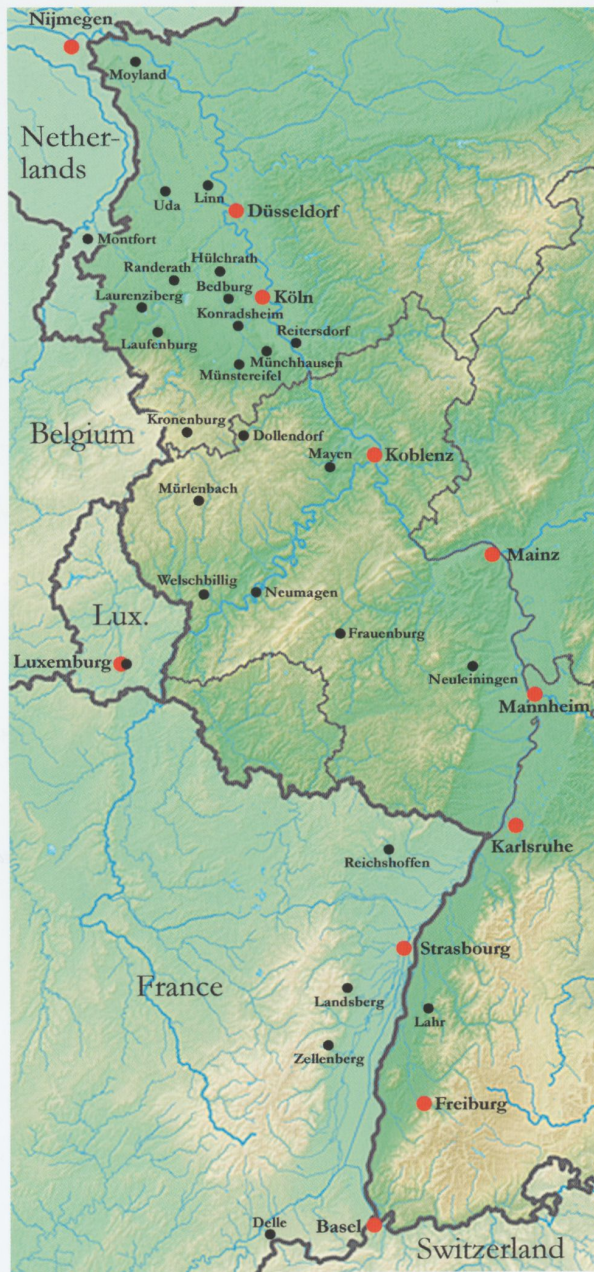 Nijmegen
Moyland
Nether-
lands
Linn
Uda
Düsseldorf
Montfort
Hülchrath
Randerath
Bedburg
Laurenziberg
Köln
Konradsheim
Laufenburg
Reitersdorf
Münchhausen
Münstereifel
Kronenburg
Belgium
Dollendorf
Mayen
Koblenz
Mürlenbach
Mainz
Welschbillig
Neumagen
Lux.
Frauenburg
Luxemburg
Neuleiningen
Mannheim
Karlsruhe
Reichshoffen
Strasbourg
France
Landsberg
Lahr
Zellenberg
Freiburg
Delle
Basel
Switzerland